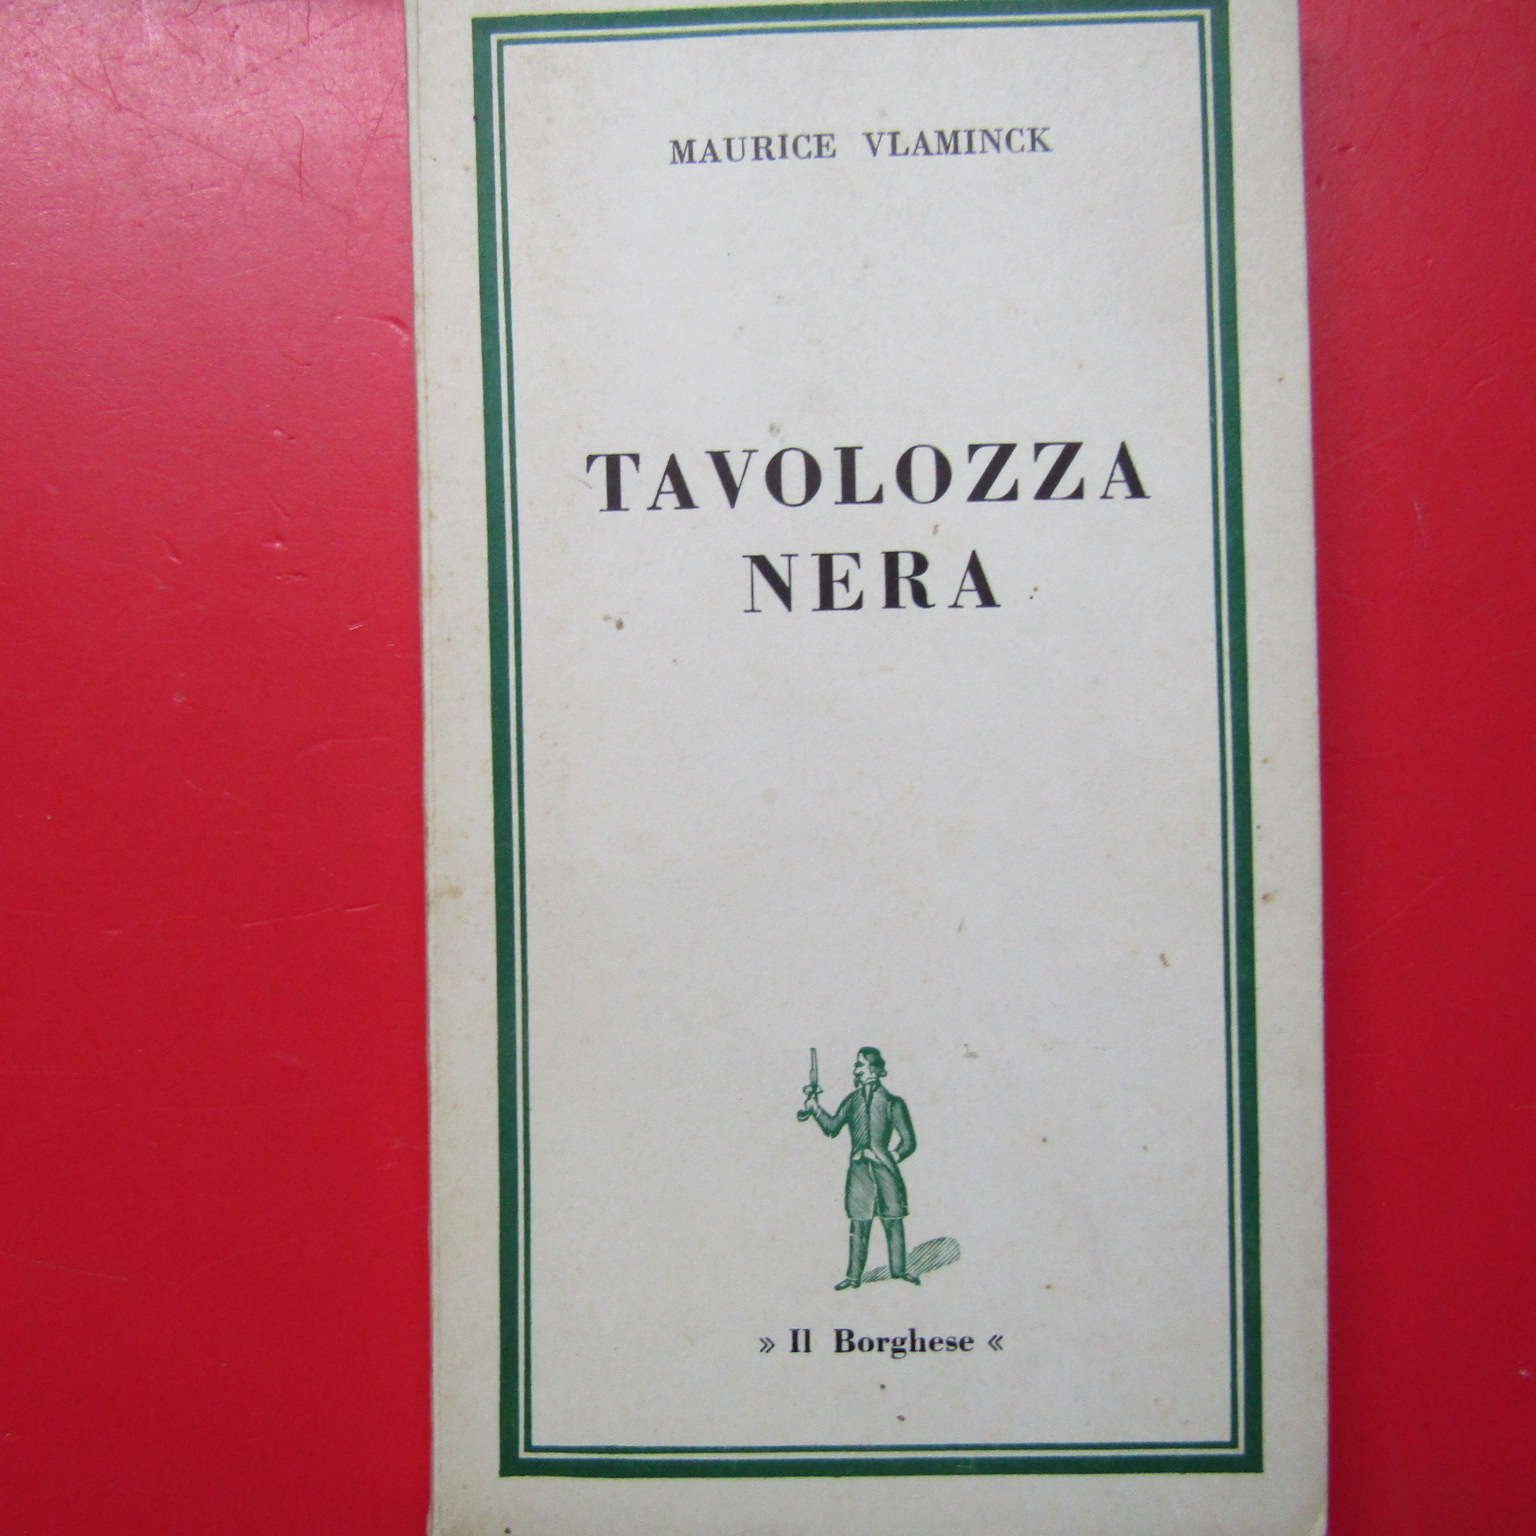 MAURICE VLAMINCK
TAVOLOZZA
NERA
» Il Borghese «